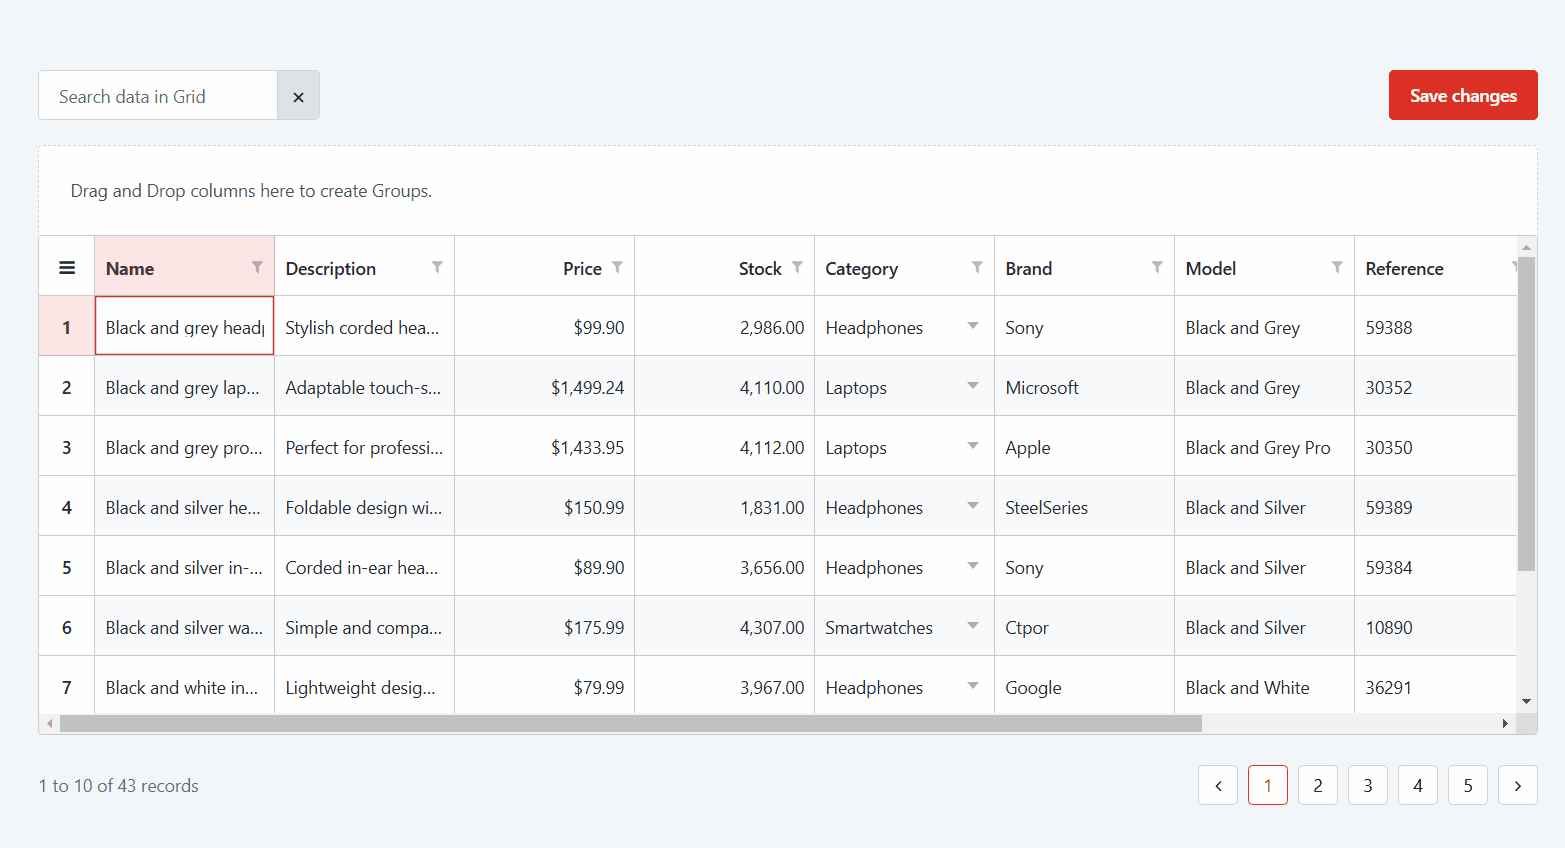 Search data in Grid ×
Save changes
Drag and Drop columns here to create Groups.
Name Description Price Stock Category Brand Model Reference
1 Black and grey headp Stylish corded hea... $99.90 2,986.00 Headphones Sony Black and Grey 59388
2 Black and grey lap... Adaptable touch-s... $1,499.24 4,110.00 Laptops Microsoft Black and Grey 30352
3 Black and grey pro... Perfect for professi... $1,433.95 4,112.00 Laptops Apple Black and Grey Pro 30350
4 Black and silver he... Foldable design wi... $150.99 1,831.00 Headphones SteelSeries Black and Silver 59389
5 Black and silver in-... Corded in-ear hea... $89.90 3,656.00 Headphones Sony Black and Silver 59384
6 Black and silver wa... Simple and compa... $175.99 4,307.00 Smartwatches Ctpor Black and Silver 10890
7 Black and white in... Lightweight desig... $79.99 3,967.00 Headphones Google Black and White 36291
1 to 10 of 43 records
1 2 3 4 5